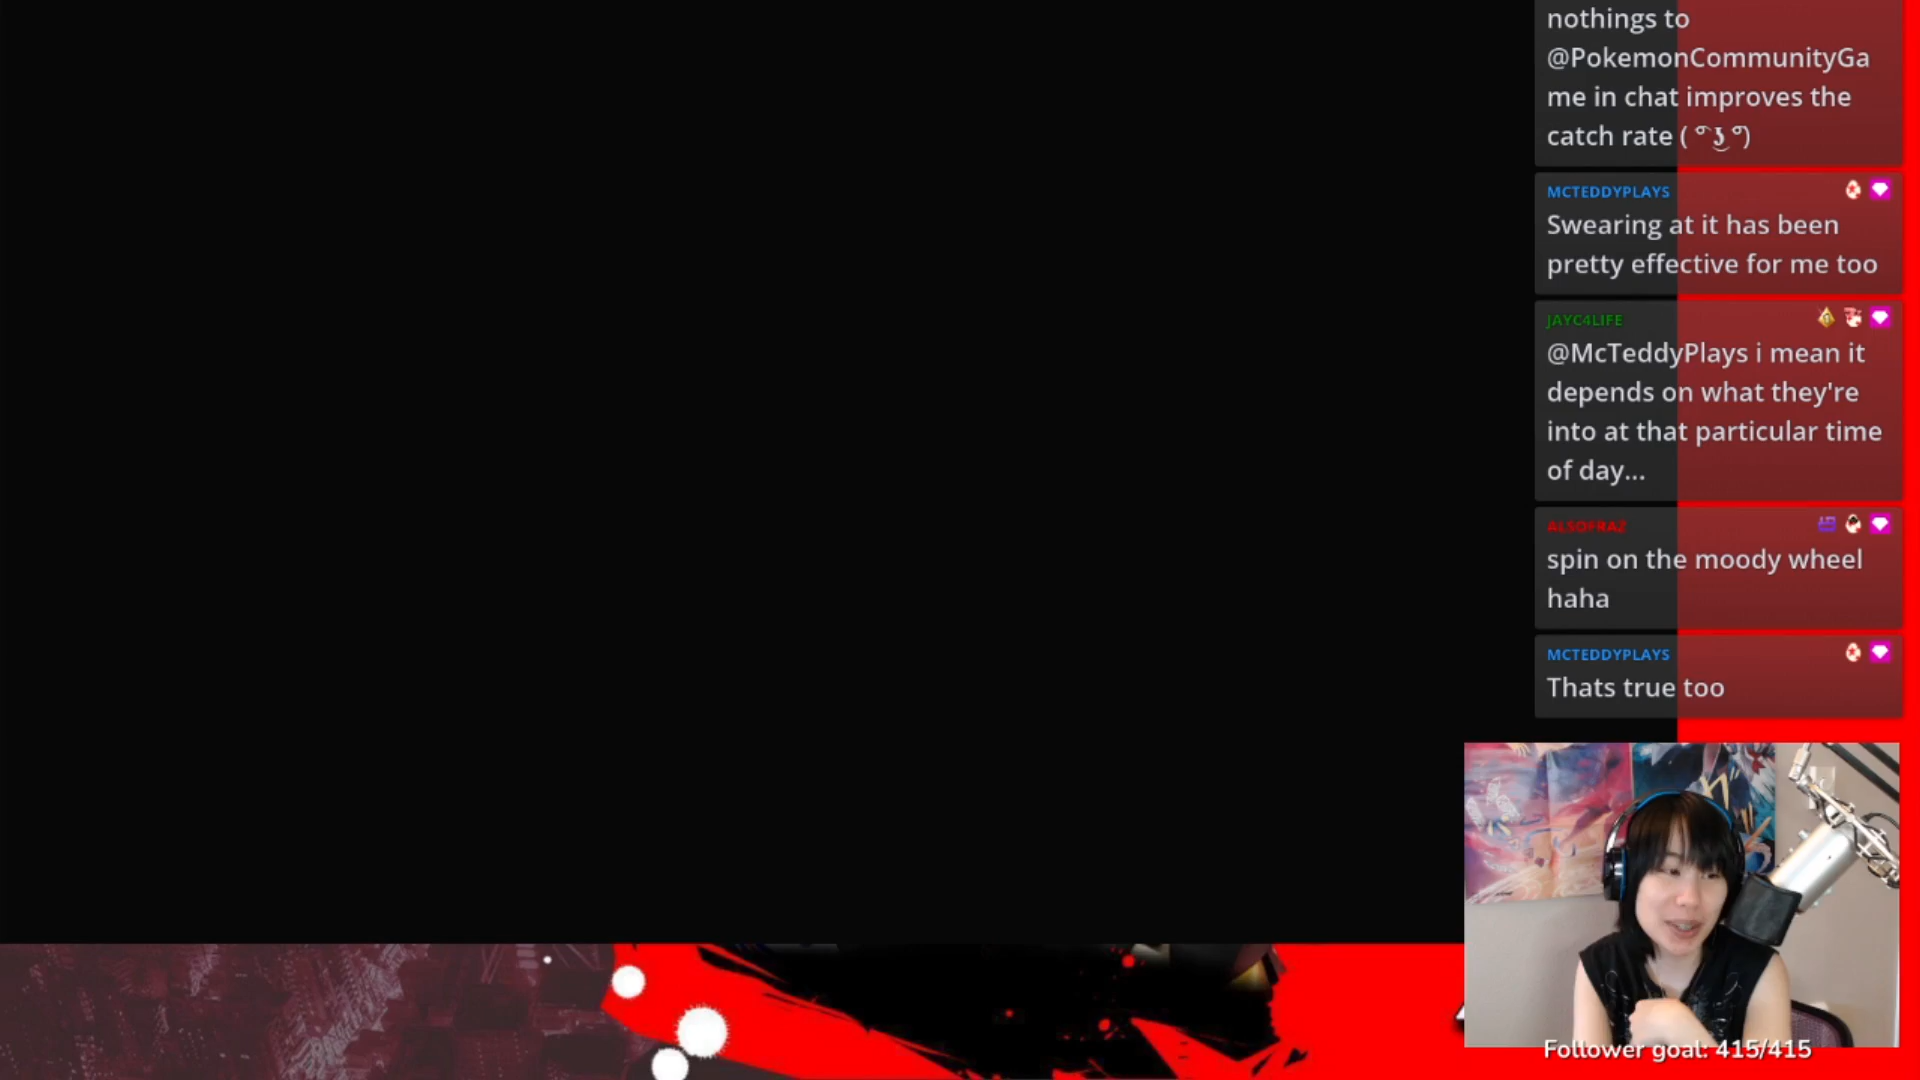 nothings to
@PokemonCommunityGa
me in chat improves the
catch rate ( ͡° ͜ʖ ͡°)
MCTEDDYPLAYS
Swearing at it has been
pretty effective for me too
JAYC4LIFE
@McTeddyPlays i mean it
depends on what they're
into at that particular time
of day...
ALSOFRAZ
spin on the moody wheel
haha
MCTEDDYPLAYS
Thats true too
Follower goal: 415/415